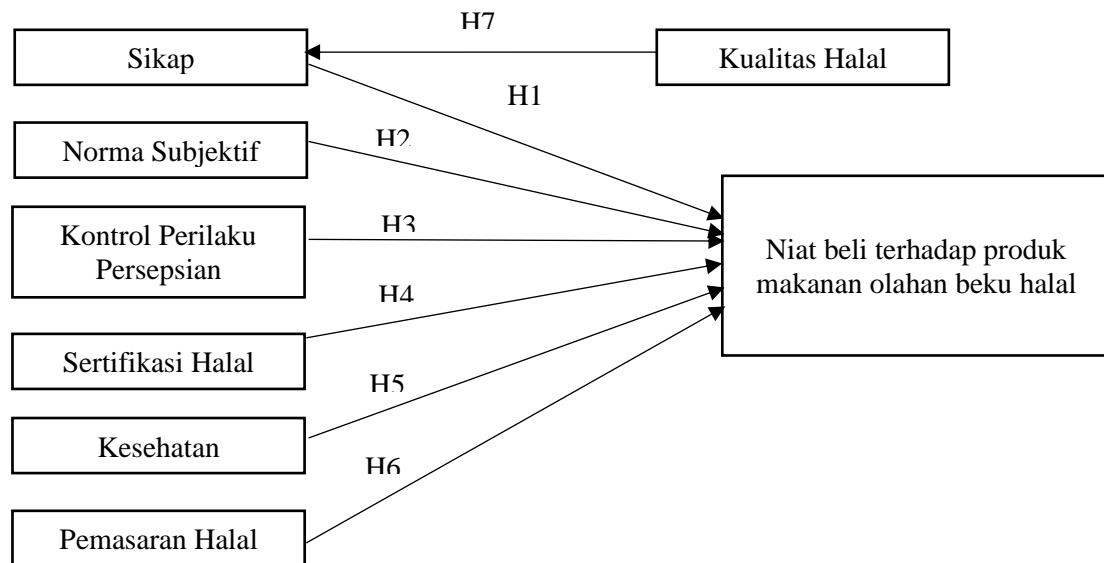 H7
Sikap
Kualitas Halal
H1
Norma Subjektif
H2
Kontrol Perilaku
Persepsian
H3
Niat beli terhadap produk
makanan olahan beku halal
H4
Sertifikasi Halal
H5
Kesehatan
H6
Pemasaran Halal